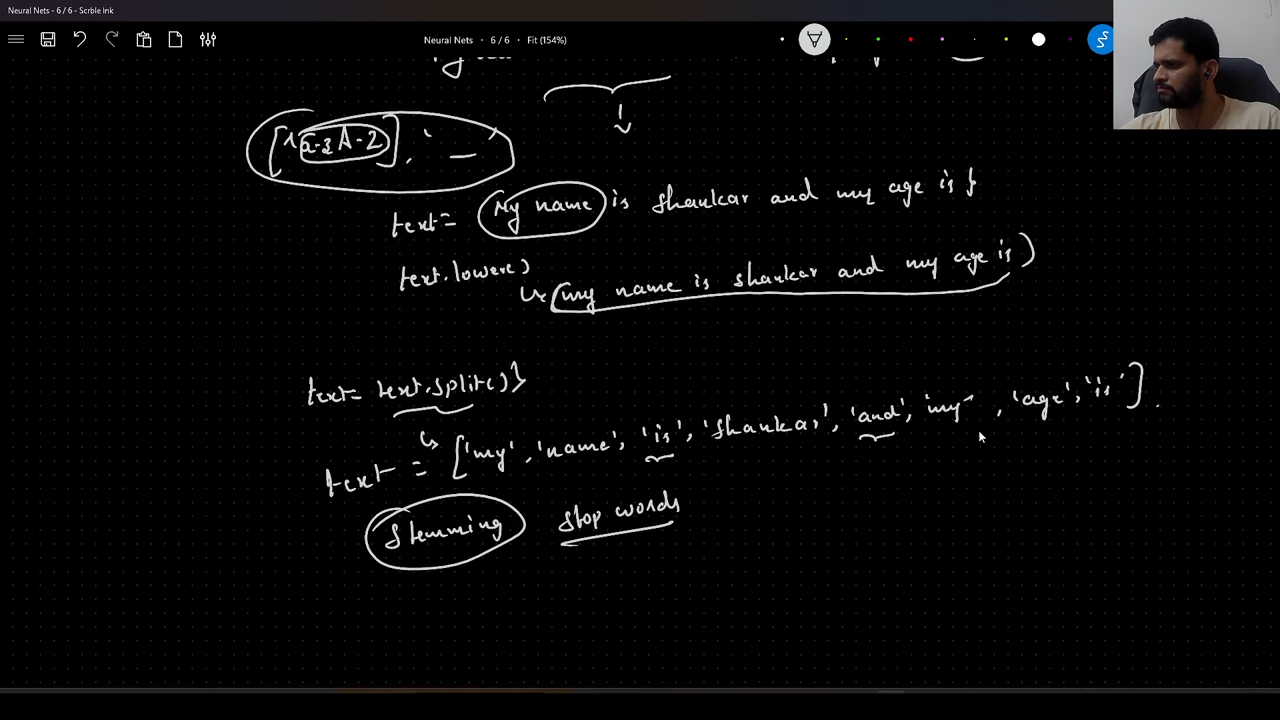 Neural Nets - 6 / 6 - Scrble Ink
Neural Nets • 6 / 6 • Fit (154%)
[^a-zA-Z], ' _ '
text= My name is shankar and my age is }
text.lower()
my name is shankar and my age is )
text= text.split()}
text = ['my', 'name', 'is', 'shankar', 'and', 'my ', 'age', 'is'].
Stemming stop words